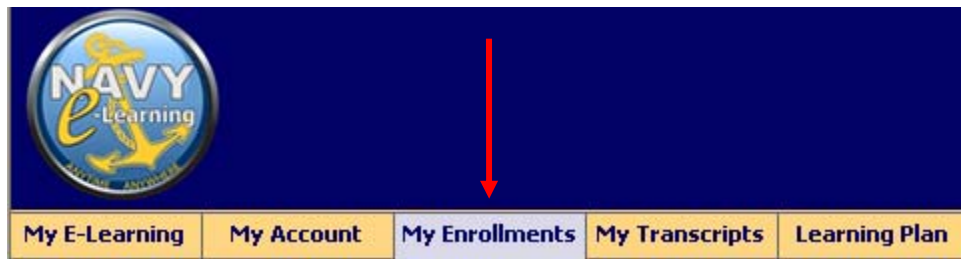 NAVY
e-Learning
ANYTIME ANYWHERE
My E-Learning My Account My Enrollments My Transcripts Learning Plan